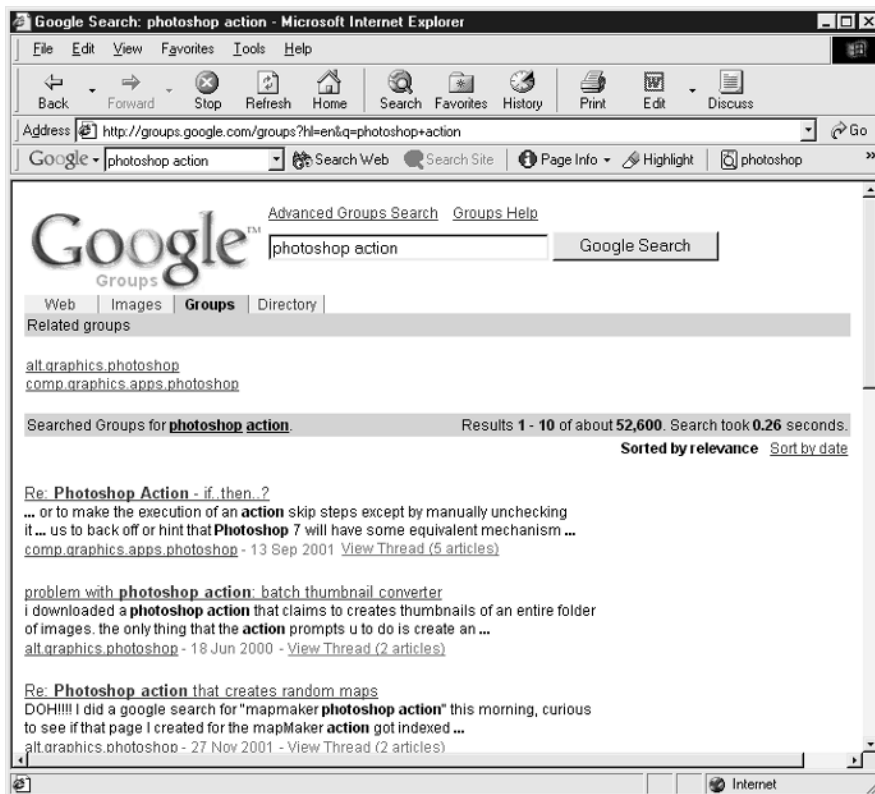 Google Search: photoshop action - Microsoft Internet Explorer
File Edit View Favorites Tools Help
Back Forward Stop Refresh Home Search Favorites History Print Edit Discuss
Address http://groups.google.com/groups?hl=en&q=photoshop+action Go
Google photoshop action Search Web Search Site Page Info Highlight photoshop »
Advanced Groups Search Groups Help
Google™ photoshop action Google Search
Groups
Web Images Groups Directory
Related groups
alt.graphics.photoshop
comp.graphics.apps.photoshop
Searched Groups for photoshop action. Results 1 - 10 of about 52,600. Search took 0.26 seconds.
Sorted by relevance Sort by date
Re: Photoshop Action - if..then..?
... or to make the execution of an action skip steps except by manually unchecking
it ... us to back off or hint that Photoshop 7 will have some equivalent mechanism ...
comp.graphics.apps.photoshop - 13 Sep 2001 View Thread (5 articles)
problem with photoshop action: batch thumbnail converter
i downloaded a photoshop action that claims to creates thumbnails of an entire folder
of images. the only thing that the action prompts u to do is create an ...
alt.graphics.photoshop - 18 Jun 2000 - View Thread (2 articles)
Re: Photoshop action that creates random maps
DOH!!!! I did a google search for "mapmaker photoshop action" this morning, curious
to see if that page I created for the mapMaker action got indexed ...
alt.graphics.photoshop - 27 Nov 2001 - View Thread (2 articles)
Internet